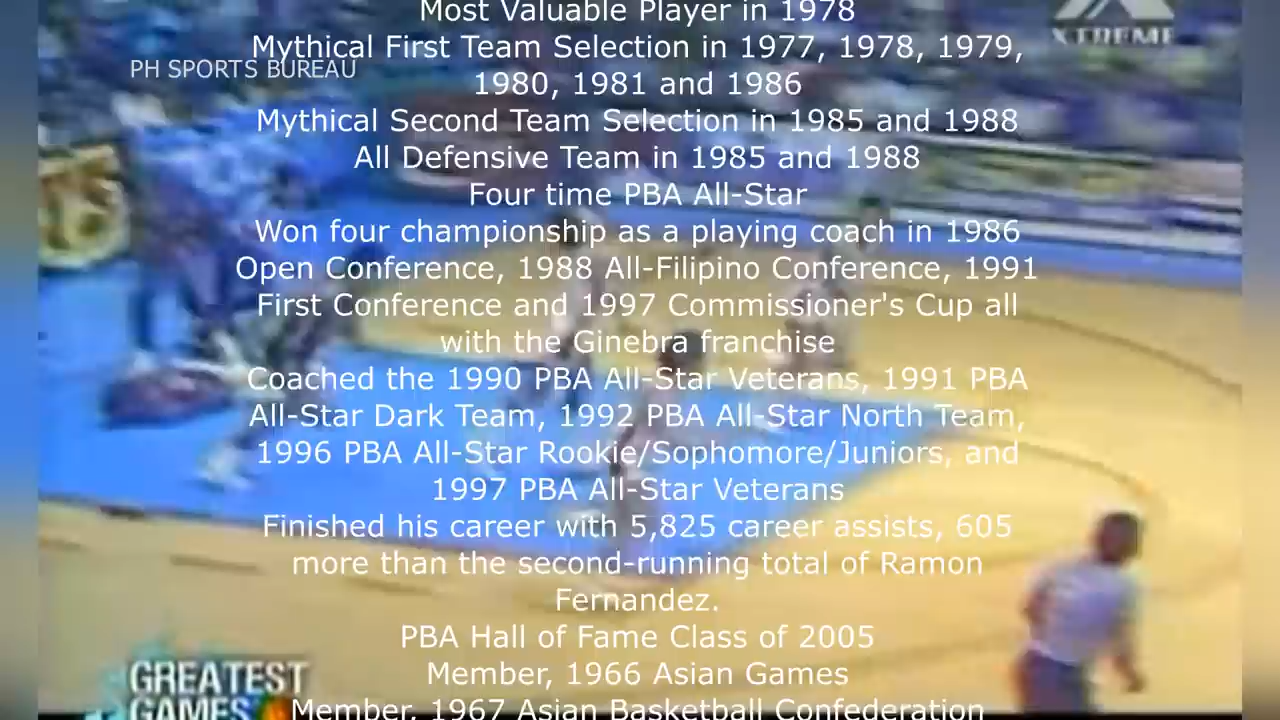 Most Valuable Player in 1978
XTREME
Mythical First Team Selection in 1977, 1978, 1979,
PH SPORTS BUREAU
1980, 1981 and 1986
Mythical Second Team Selection in 1985 and 1988
All Defensive Team in 1985 and 1988
Four time PBA All-Star
Won four championship as a playing coach in 1986
Open Conference, 1988 All-Filipino Conference, 1991
First Conference and 1997 Commissioner's Cup all
with the Ginebra franchise
Coached the 1990 PBA All-Star Veterans, 1991 PBA
All-Star Dark Team, 1992 PBA All-Star North Team,
1996 PBA All-Star Rookie/Sophomore/Juniors, and
1997 PBA All-Star Veterans
Finished his career with 5,825 career assists, 605
more than the second-running total of Ramon
Fernandez.
PBA Hall of Fame Class of 2005
Member, 1966 Asian Games
GREATEST
GAMES
Member, 1967 Asian Basketball Confederation